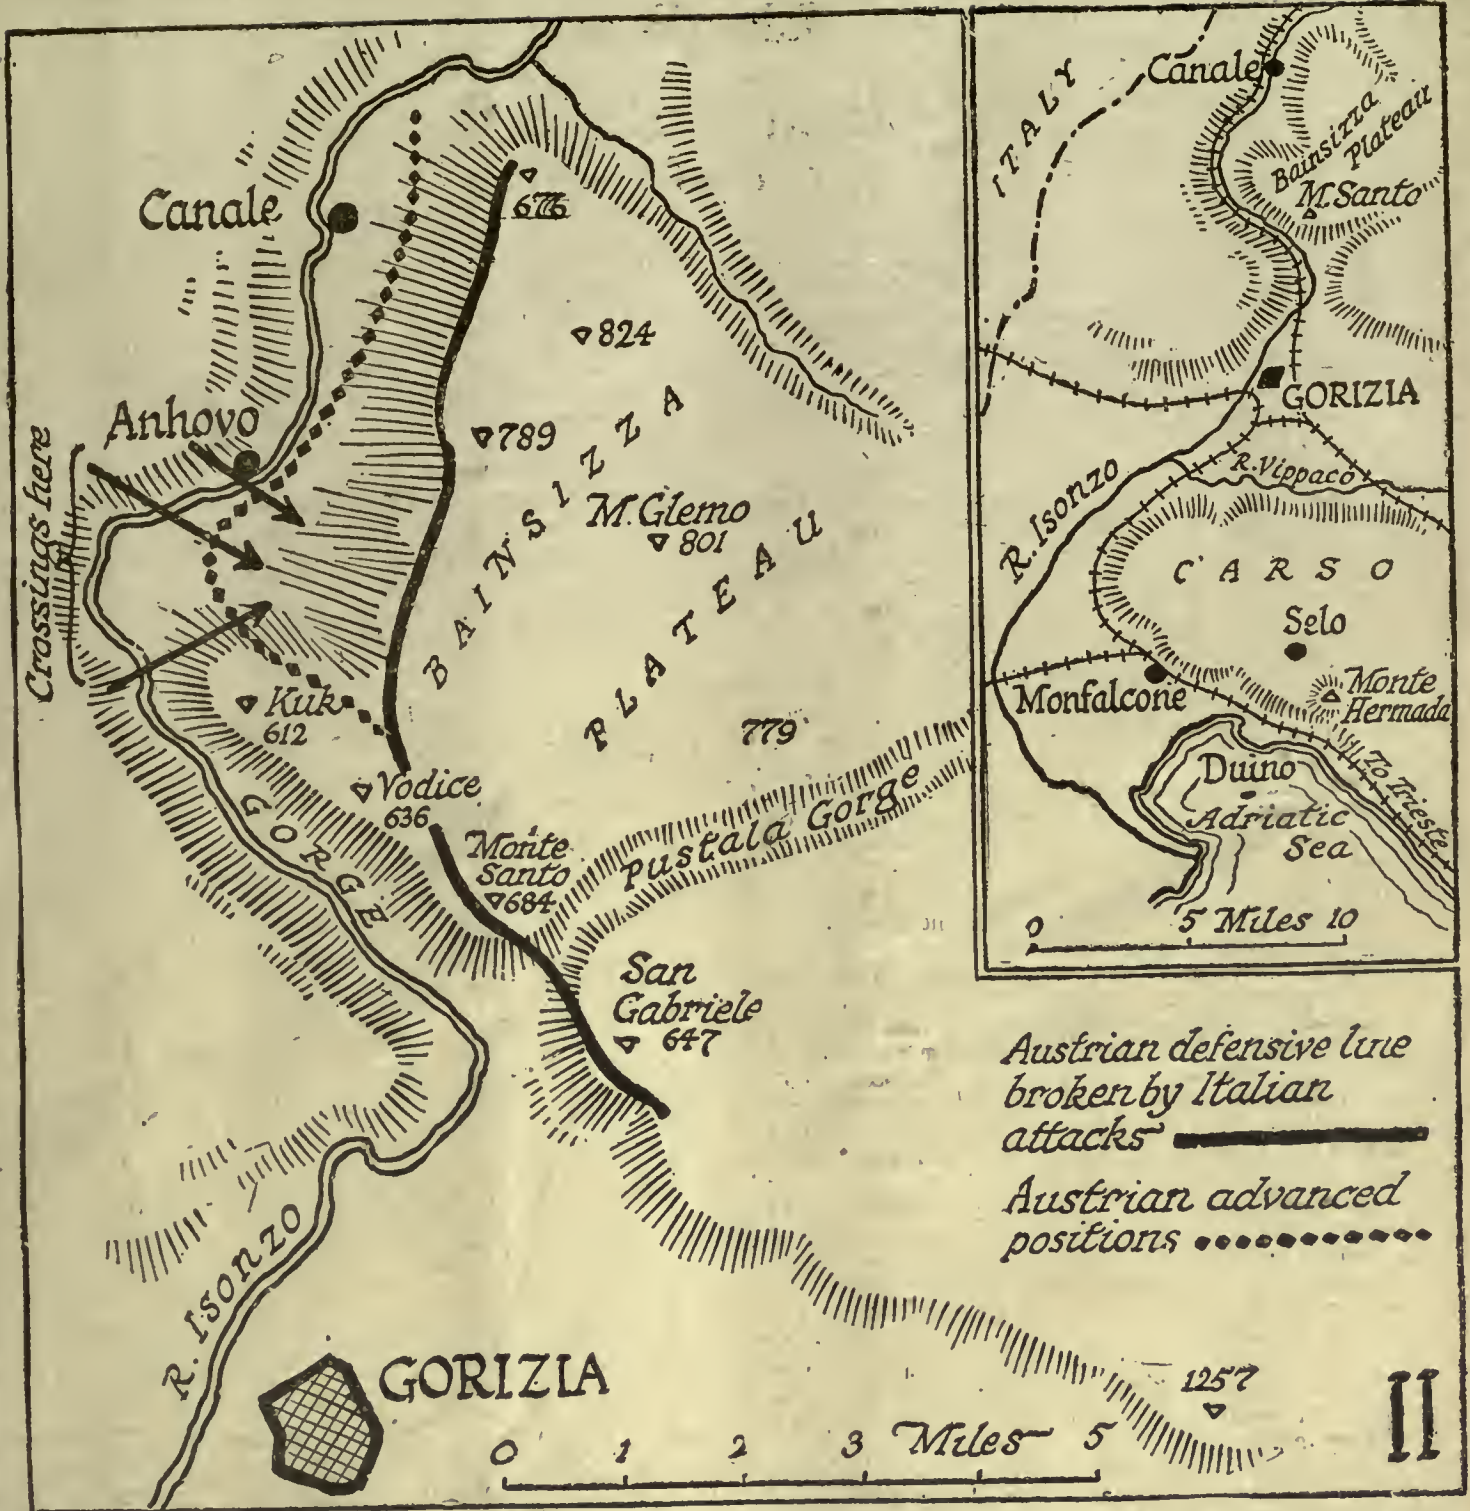 Canale
676
824
Anhovo
789
Crossings here
M. Glemo
801
BAINSIZZA
PLATEAU
Kuk
612
779
Vodice
636
GORGE
Monte
Santo
684
Pustala Gorge
San
Gabriele
647
R. Isonzo
GORIZIA
1257
0 1 2 3 Miles 5
II
ITALY
Canale
Bainsizza
Plateau
M. Santo
GORIZIA
R. Vippaco
R. Isonzo
CARSO
Selo
Monfalcone
Monte
Hermada
Duino
To Trieste
Adriatic
Sea
0 5 Miles 10
Austrian defensive line
broken by Italian
attacks
Austrian advanced
positions